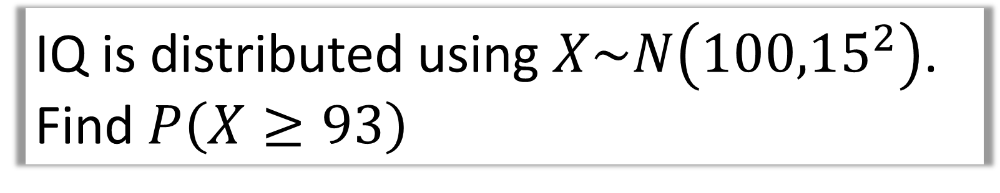 IQ is distributed using X~N(100,15²).
Find P(X ≥ 93)